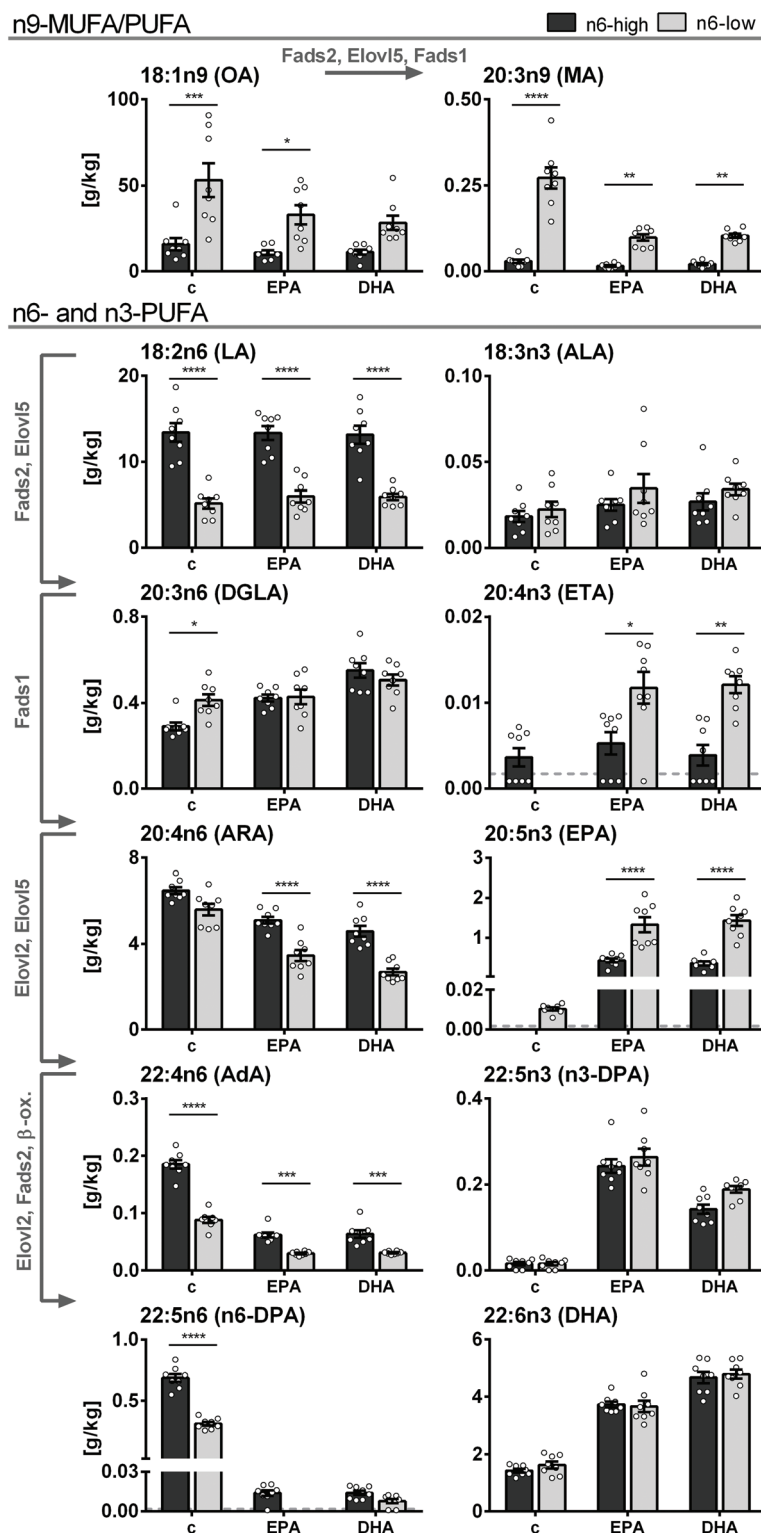 n9-MUFA/PUFA
n6-high n6-low
Fads2, Elovl5, Fads1
18:1n9 (OA) 20:3n9 (MA)
[g/kg]
100
50
0
***
*
c EPA DHA
0.50
0.25
0.00
****
**
**
c EPA DHA
n6- and n3-PUFA
Fads2, Elovl5
18:2n6 (LA) 18:3n3 (ALA)
[g/kg]
20
10
0
****
****
****
c EPA DHA
0.10
0.05
0.00
c EPA DHA
Fads1
20:3n6 (DGLA) 20:4n3 (ETA)
[g/kg]
0.8
0.4
0.0
*
c EPA DHA
0.02
0.01
0.00
*
**
c EPA DHA
Elovl2, Elovl5
20:4n6 (ARA) 20:5n3 (EPA)
[g/kg]
8
4
0
****
****
c EPA DHA
3
2
1
0.02
0.00
****
****
c EPA DHA
Elovl2, Fads2, β-ox.
22:4n6 (AdA) 22:5n3 (n3-DPA)
[g/kg]
0.3
0.2
0.1
0.0
****
***
***
c EPA DHA
0.4
0.2
0.0
c EPA DHA
22:5n6 (n6-DPA) 22:6n3 (DHA)
[g/kg]
1.0
0.5
0.03
0.00
****
c EPA DHA
6
4
2
0
c EPA DHA